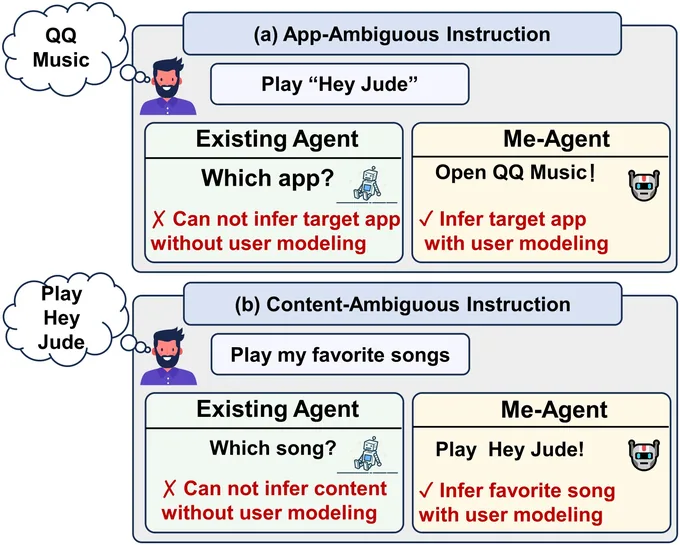 QQ
Music
(a) App-Ambiguous Instruction
Play “Hey Jude”
Existing Agent
Which app?
✗ Can not infer target app
without user modeling
Me-Agent
Open QQ Music!
✓ Infer target app
with user modeling
Play
Hey
Jude
(b) Content-Ambiguous Instruction
Play my favorite songs
Existing Agent
Which song?
✗ Can not infer content
without user modeling
Me-Agent
Play Hey Jude!
✓ Infer favorite song
with user modeling